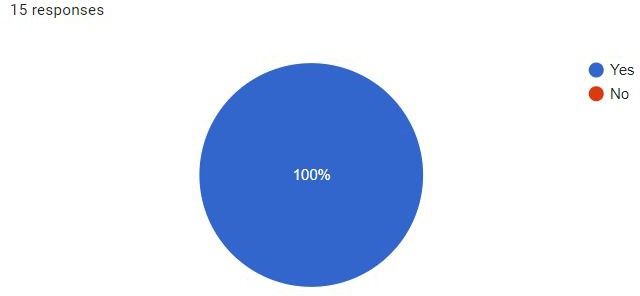 15 responses
Yes
No
100%